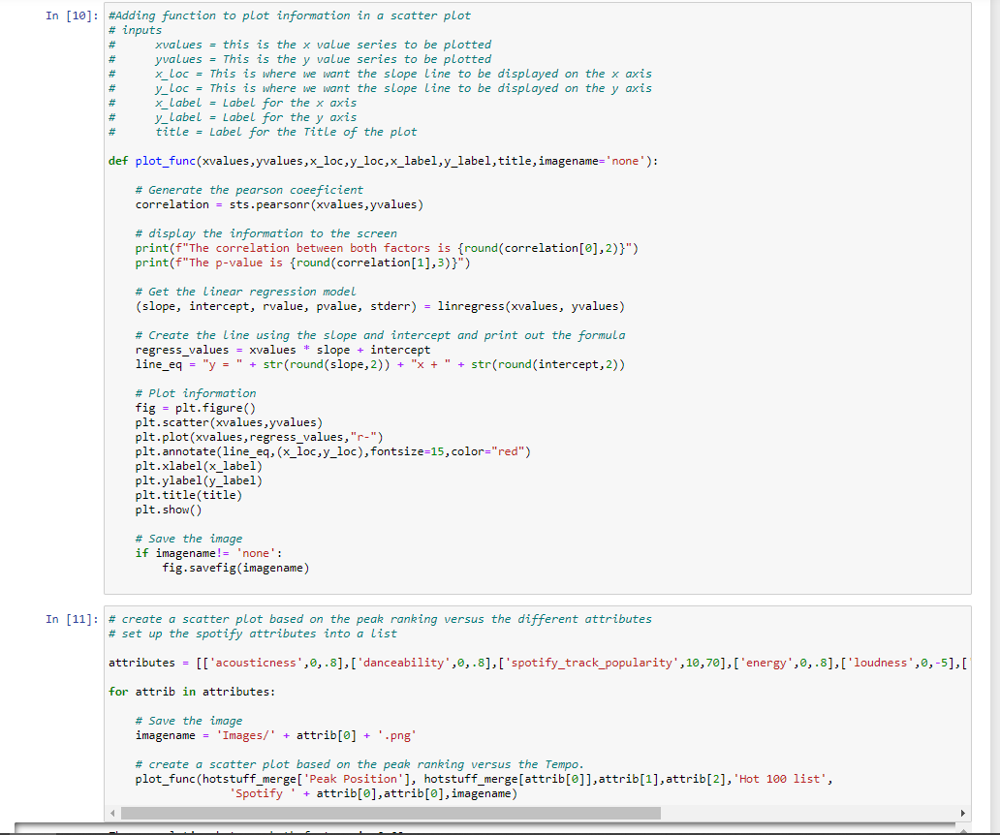 In [10]: #Adding function to plot information in a scatter plot
# inputs
# xvalues = this is the x value series to be plotted
# yvalues = This is the y value series to be plotted
# x_loc = This is where we want the slope line to be displayed on the x axis
# y_loc = This is where we want the slope line to be displayed on the y axis
# x_label = Label for the x axis
# y_label = Label for the y axis
# title = Label for the Title of the plot
def plot_func(xvalues,yvalues,x_loc,y_loc,x_label,y_label,title,imagename='none'):
# Generate the pearson coeeficient
correlation = sts.pearsonr(xvalues,yvalues)
# display the information to the screen
print(f"The correlation between both factors is {round(correlation[0],2)}")
print(f"The p-value is {round(correlation[1],3)}")
# Get the linear regression model
(slope, intercept, rvalue, pvalue, stderr) = linregress(xvalues, yvalues)
# Create the line using the slope and intercept and print out the formula
regress_values = xvalues * slope + intercept
line_eq = "y = " + str(round(slope,2)) + "x + " + str(round(intercept,2))
# Plot information
fig = plt.figure()
plt.scatter(xvalues,yvalues)
plt.plot(xvalues,regress_values,"r-")
plt.annotate(line_eq,(x_loc,y_loc),fontsize=15,color="red")
plt.xlabel(x_label)
plt.ylabel(y_label)
plt.title(title)
plt.show()
# Save the image
if imagename!= 'none':
fig.savefig(imagename)
In [11]: # create a scatter plot based on the peak ranking versus the different attributes
# set up the spotify attributes into a list
attributes = [['acousticness',0,.8],['danceability',0,.8],['spotify_track_popularity',10,70],['energy',0,.8],['loudness',0,-5],[
for attrib in attributes:
# Save the image
imagename = 'Images/' + attrib[0] + '.png'
# create a scatter plot based on the peak ranking versus the Tempo.
plot_func(hotstuff_merge['Peak Position'], hotstuff_merge[attrib[0]],attrib[1],attrib[2],'Hot 100 list',
'Spotify ' + attrib[0],attrib[0],imagename)